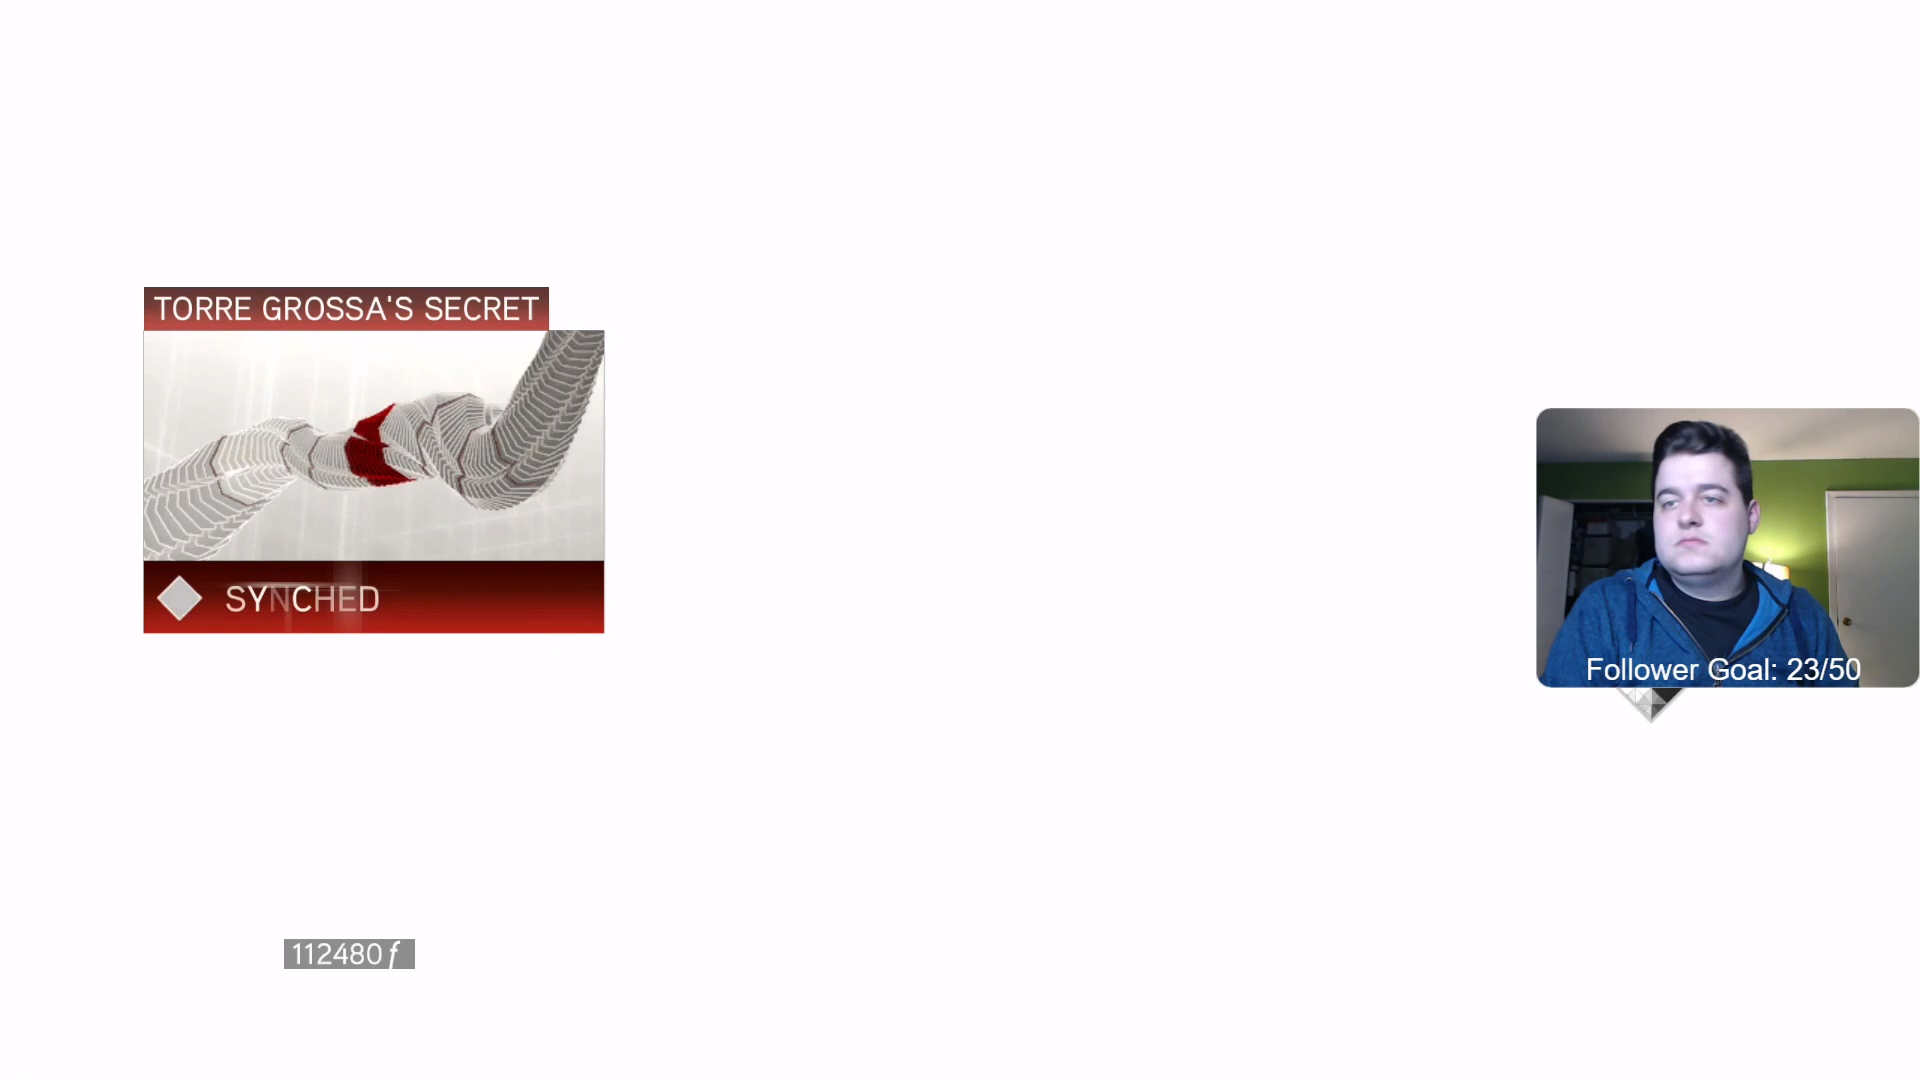 TORRE GROSSA'S SECRET
SYNCHED
Follower Goal: 23/50
112480 ƒ